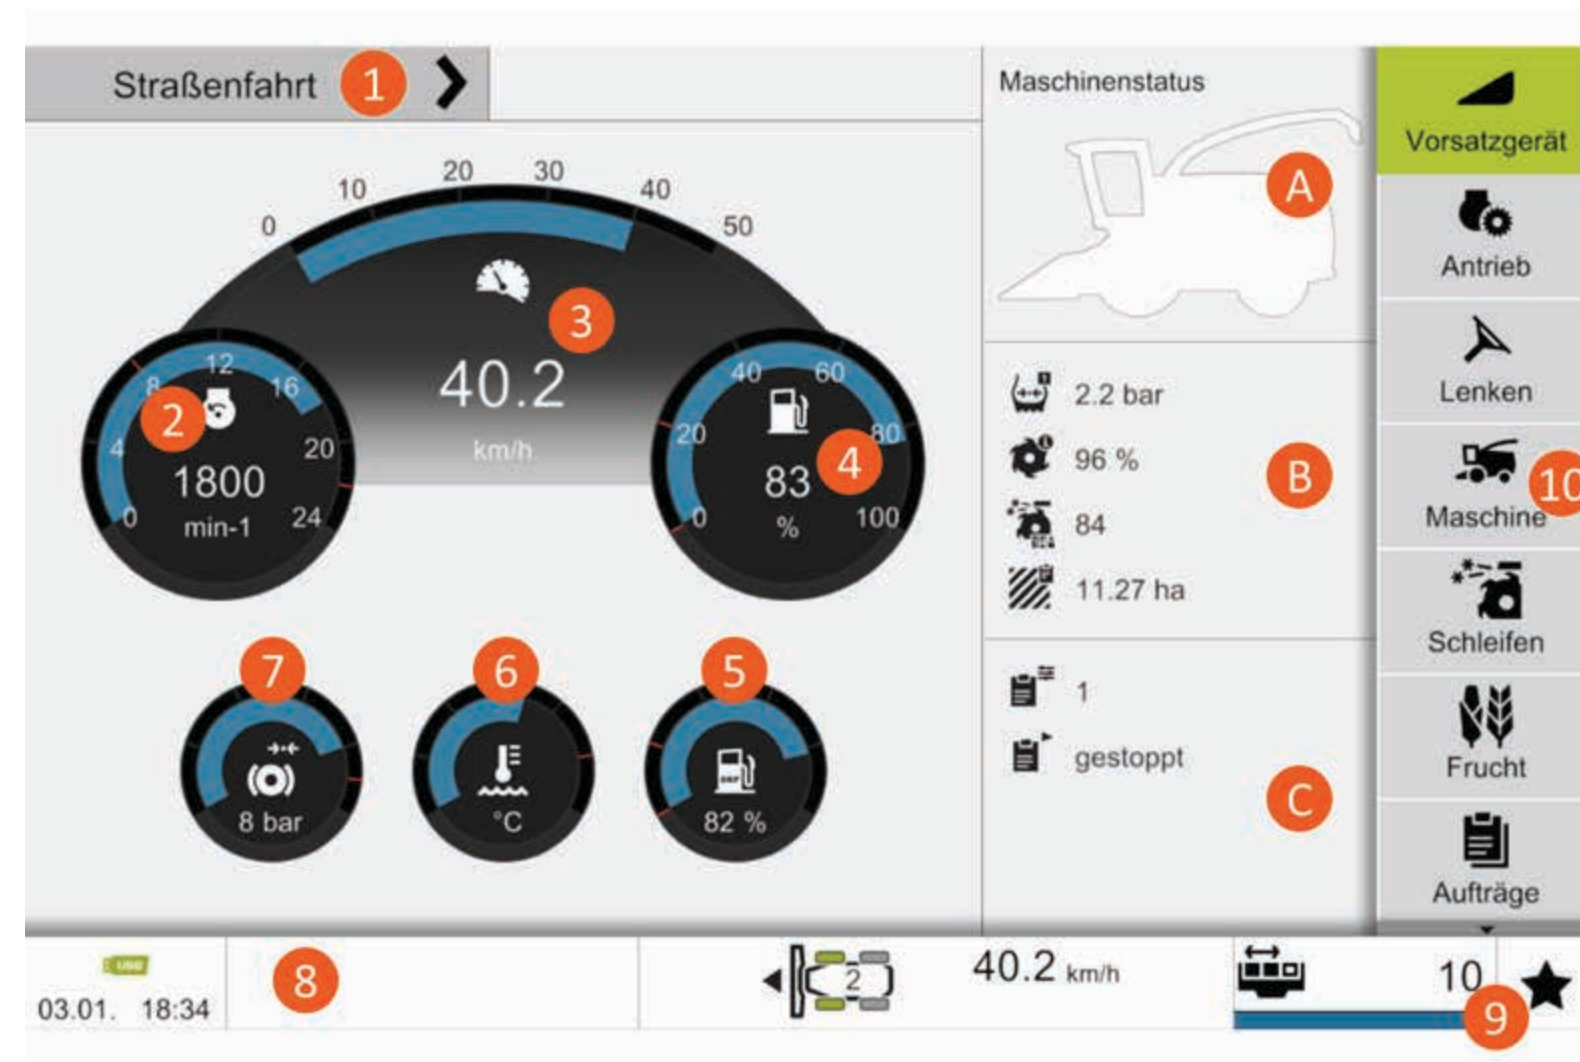 Straßenfahrt 1
Maschinenstatus
A
0 10 20 30 40 50
3
40.2
km/h
0 4 8 12 16 20 24
2
1800
min-1
0 20 40 60 80 100
4
83
%
7
8 bar
6
°C
5
82 %
2.2 bar
96 %
84
11.27 ha
B
1
gestoppt
C
Vorsatzgerät
Antrieb
Lenken
Maschine
10
Schleifen
Frucht
Aufträge
USB
03.01. 18:34
8
2
40.2 km/h
10
9